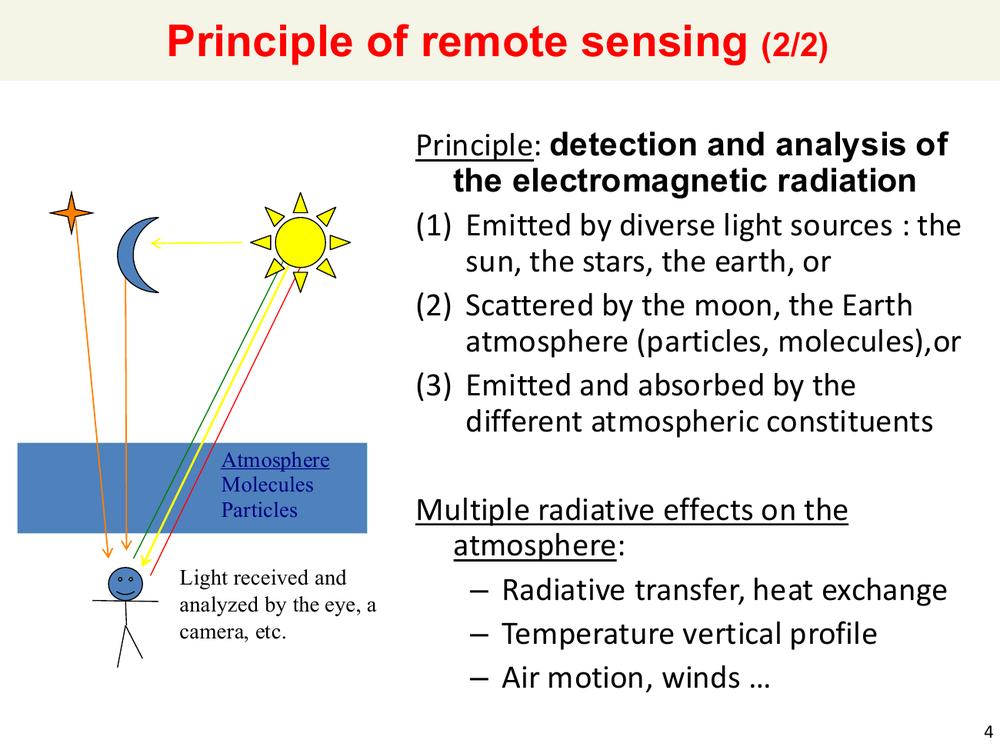 Principle of remote sensing (2/2)
Principle: detection and analysis of
the electromagnetic radiation
(1) Emitted by diverse light sources : the
sun, the stars, the earth, or
(2) Scattered by the moon, the Earth
atmosphere (particles, molecules),or
(3) Emitted and absorbed by the
different atmospheric constituents
Multiple radiative effects on the
atmosphere:
– Radiative transfer, heat exchange
– Temperature vertical profile
– Air motion, winds …
Atmosphere
Molecules
Particles
Light received and
analyzed by the eye, a
camera, etc.
4